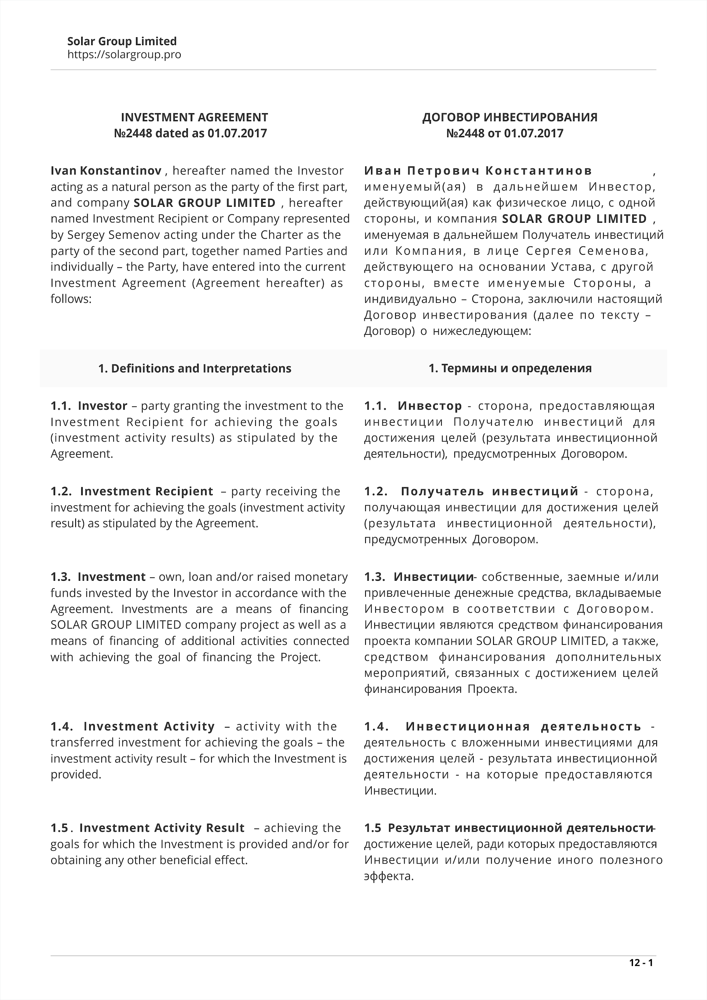 Solar Group Limited
https://solargroup.pro
INVESTMENT AGREEMENT
№2448 dated as 01.07.2017
Ivan Konstantinov , hereafter named the Investor
acting as a natural person as the party of the first part,
and company SOLAR GROUP LIMITED , hereafter
named Investment Recipient or Company represented
by Sergey Semenov acting under the Charter as the
party of the second part, together named Parties and
individually – the Party, have entered into the current
Investment Agreement (Agreement hereafter) as
follows:
ДОГОВОР ИНВЕСТИРОВАНИЯ
№2448 от 01.07.2017
Иван Петрович Константинов ,
именуемый(ая) в дальнейшем Инвестор,
действующий(ая) как физическое лицо, с одной
стороны, и компания SOLAR GROUP LIMITED ,
именуемая в дальнейшем Получатель инвестиций
или Компания, в лице Сергея Семенова,
действующего на основании Устава, с другой
стороны, вместе именуемые Стороны, а
индивидуально – Сторона, заключили настоящий
Договор инвестирования (далее по тексту –
Договор) о нижеследующем:
1. Definitions and Interpretations
1. Термины и определения
1.1. Investor – party granting the investment to the
Investment Recipient for achieving the goals
(investment activity results) as stipulated by the
Agreement.
1.1. Инвестор - сторона, предоставляющая
инвестиции Получателю инвестиций для
достижения целей (результата инвестиционной
деятельности), предусмотренных Договором.
1.2. Investment Recipient – party receiving the
investment for achieving the goals (investment activity
result) as stipulated by the Agreement.
1.2. Получатель инвестиций - сторона,
получающая инвестиции для достижения целей
(результата инвестиционной деятельности),
предусмотренных Договором.
1.3. Investment – own, loan and/or raised monetary
funds invested by the Investor in accordance with the
Agreement. Investments are a means of financing
SOLAR GROUP LIMITED company project as well as a
means of financing of additional activities connected
with achieving the goal of financing the Project.
1.3. Инвестиции- собственные, заемные и/или
привлеченные денежные средства, вкладываемые
Инвестором в соответствии с Договором.
Инвестиции являются средством финансирования
проекта компании SOLAR GROUP LIMITED, а также,
средством финансирования дополнительных
мероприятий, связанных с достижением целей
финансирования Проекта.
1.4. Investment Activity – activity with the
transferred investment for achieving the goals – the
investment activity result – for which the Investment is
provided.
1.4. Инвестиционная деятельность -
деятельность с вложенными инвестициями для
достижения целей - результата инвестиционной
деятельности - на которые предоставляются
Инвестиции.
1.5 . Investment Activity Result – achieving the
goals for which the Investment is provided and/or for
obtaining any other beneficial effect.
1.5 Результат инвестиционной деятельности-
достижение целей, ради которых предоставляются
Инвестиции и/или получение иного полезного
эффекта.
12 - 1